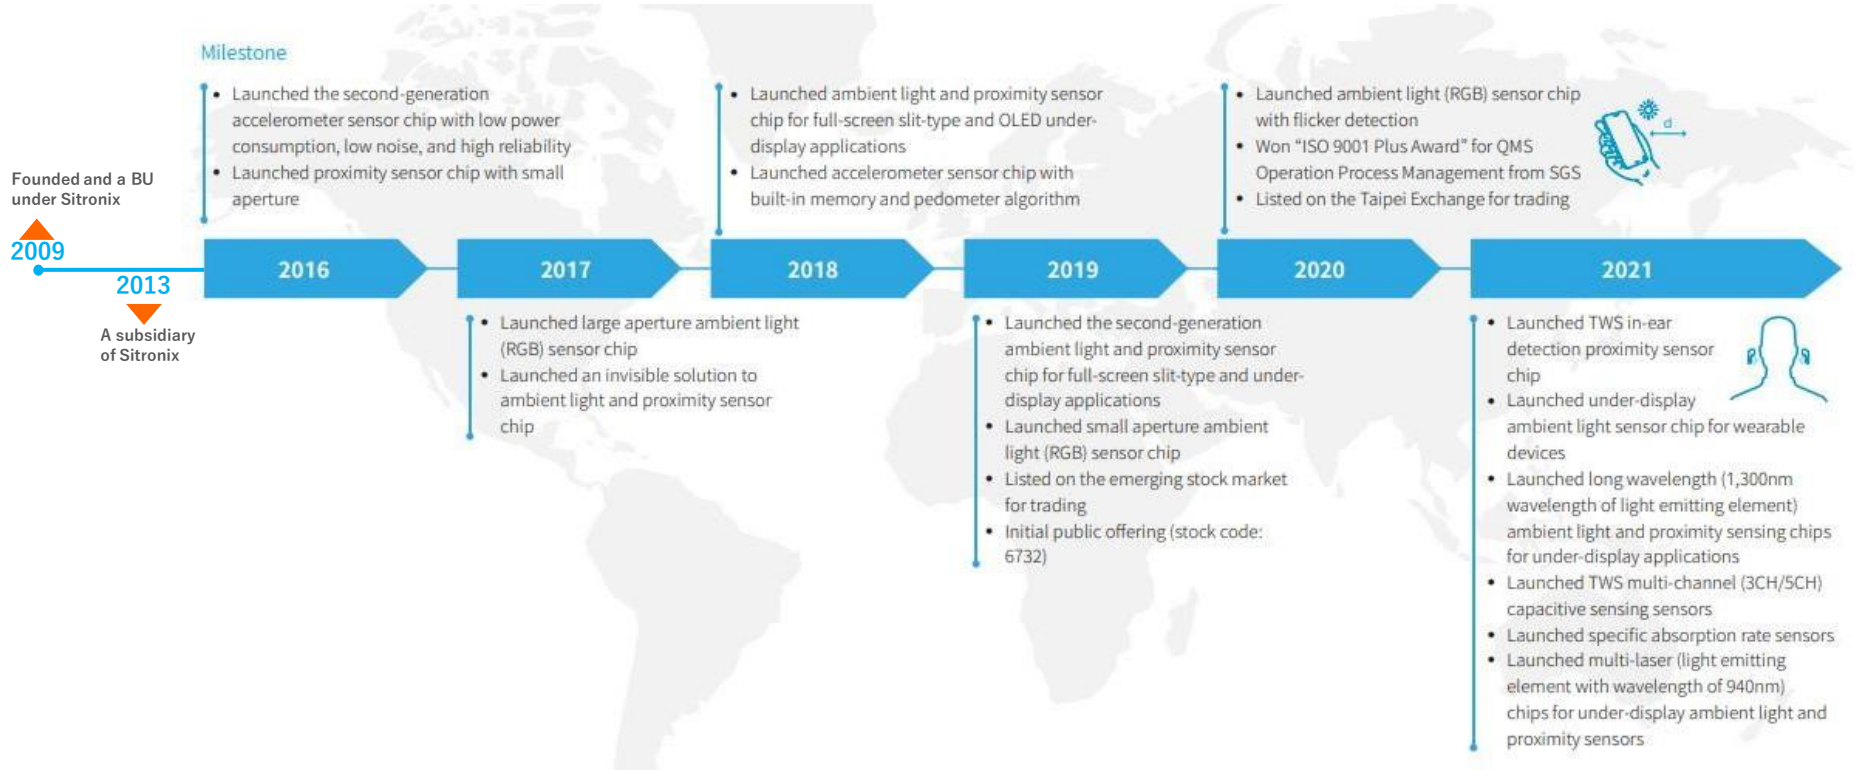 Milestone
• Launched the second-generation
accelerometer sensor chip with low power
consumption, low noise, and high reliability
• Launched proximity sensor chip with small
aperture
• Launched ambient light and proximity sensor
chip for full-screen slit-type and OLED under-
display applications
• Launched accelerometer sensor chip with
built-in memory and pedometer algorithm
• Launched ambient light (RGB) sensor chip
with flicker detection
• Won “ISO 9001 Plus Award” for QMS
Operation Process Management from SGS
• Listed on the Taipei Exchange for trading
d
Founded and a BU
under Sitronix
2009
2013
A subsidiary
of Sitronix
2016
2017
2018
2019
2020
2021
• Launched large aperture ambient light
(RGB) sensor chip
• Launched an invisible solution to
ambient light and proximity sensor
chip
• Launched the second-generation
ambient light and proximity sensor
chip for full-screen slit-type and under-
display applications
• Launched small aperture ambient
light (RGB) sensor chip
• Listed on the emerging stock market
for trading
• Initial public offering (stock code:
6732)
• Launched TWS in-ear
detection proximity sensor
chip
• Launched under-display
ambient light sensor chip for wearable
devices
• Launched long wavelength (1,300nm
wavelength of light emitting element)
ambient light and proximity sensing chips
for under-display applications
• Launched TWS multi-channel (3CH/5CH)
capacitive sensing sensors
• Launched specific absorption rate sensors
• Launched multi-laser (light emitting
element with wavelength of 940nm)
chips for under-display ambient light and
proximity sensors